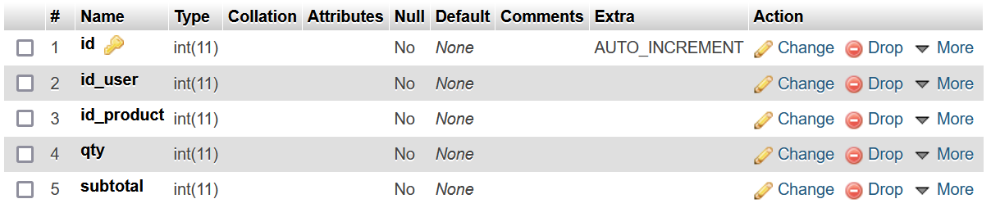 # Name Type Collation Attributes Null Default Comments Extra Action
1 id int(11) No None AUTO_INCREMENT Change Drop More
2 id_user int(11) No None Change Drop More
3 id_product int(11) No None Change Drop More
4 qty int(11) No None Change Drop More
5 subtotal int(11) No None Change Drop More